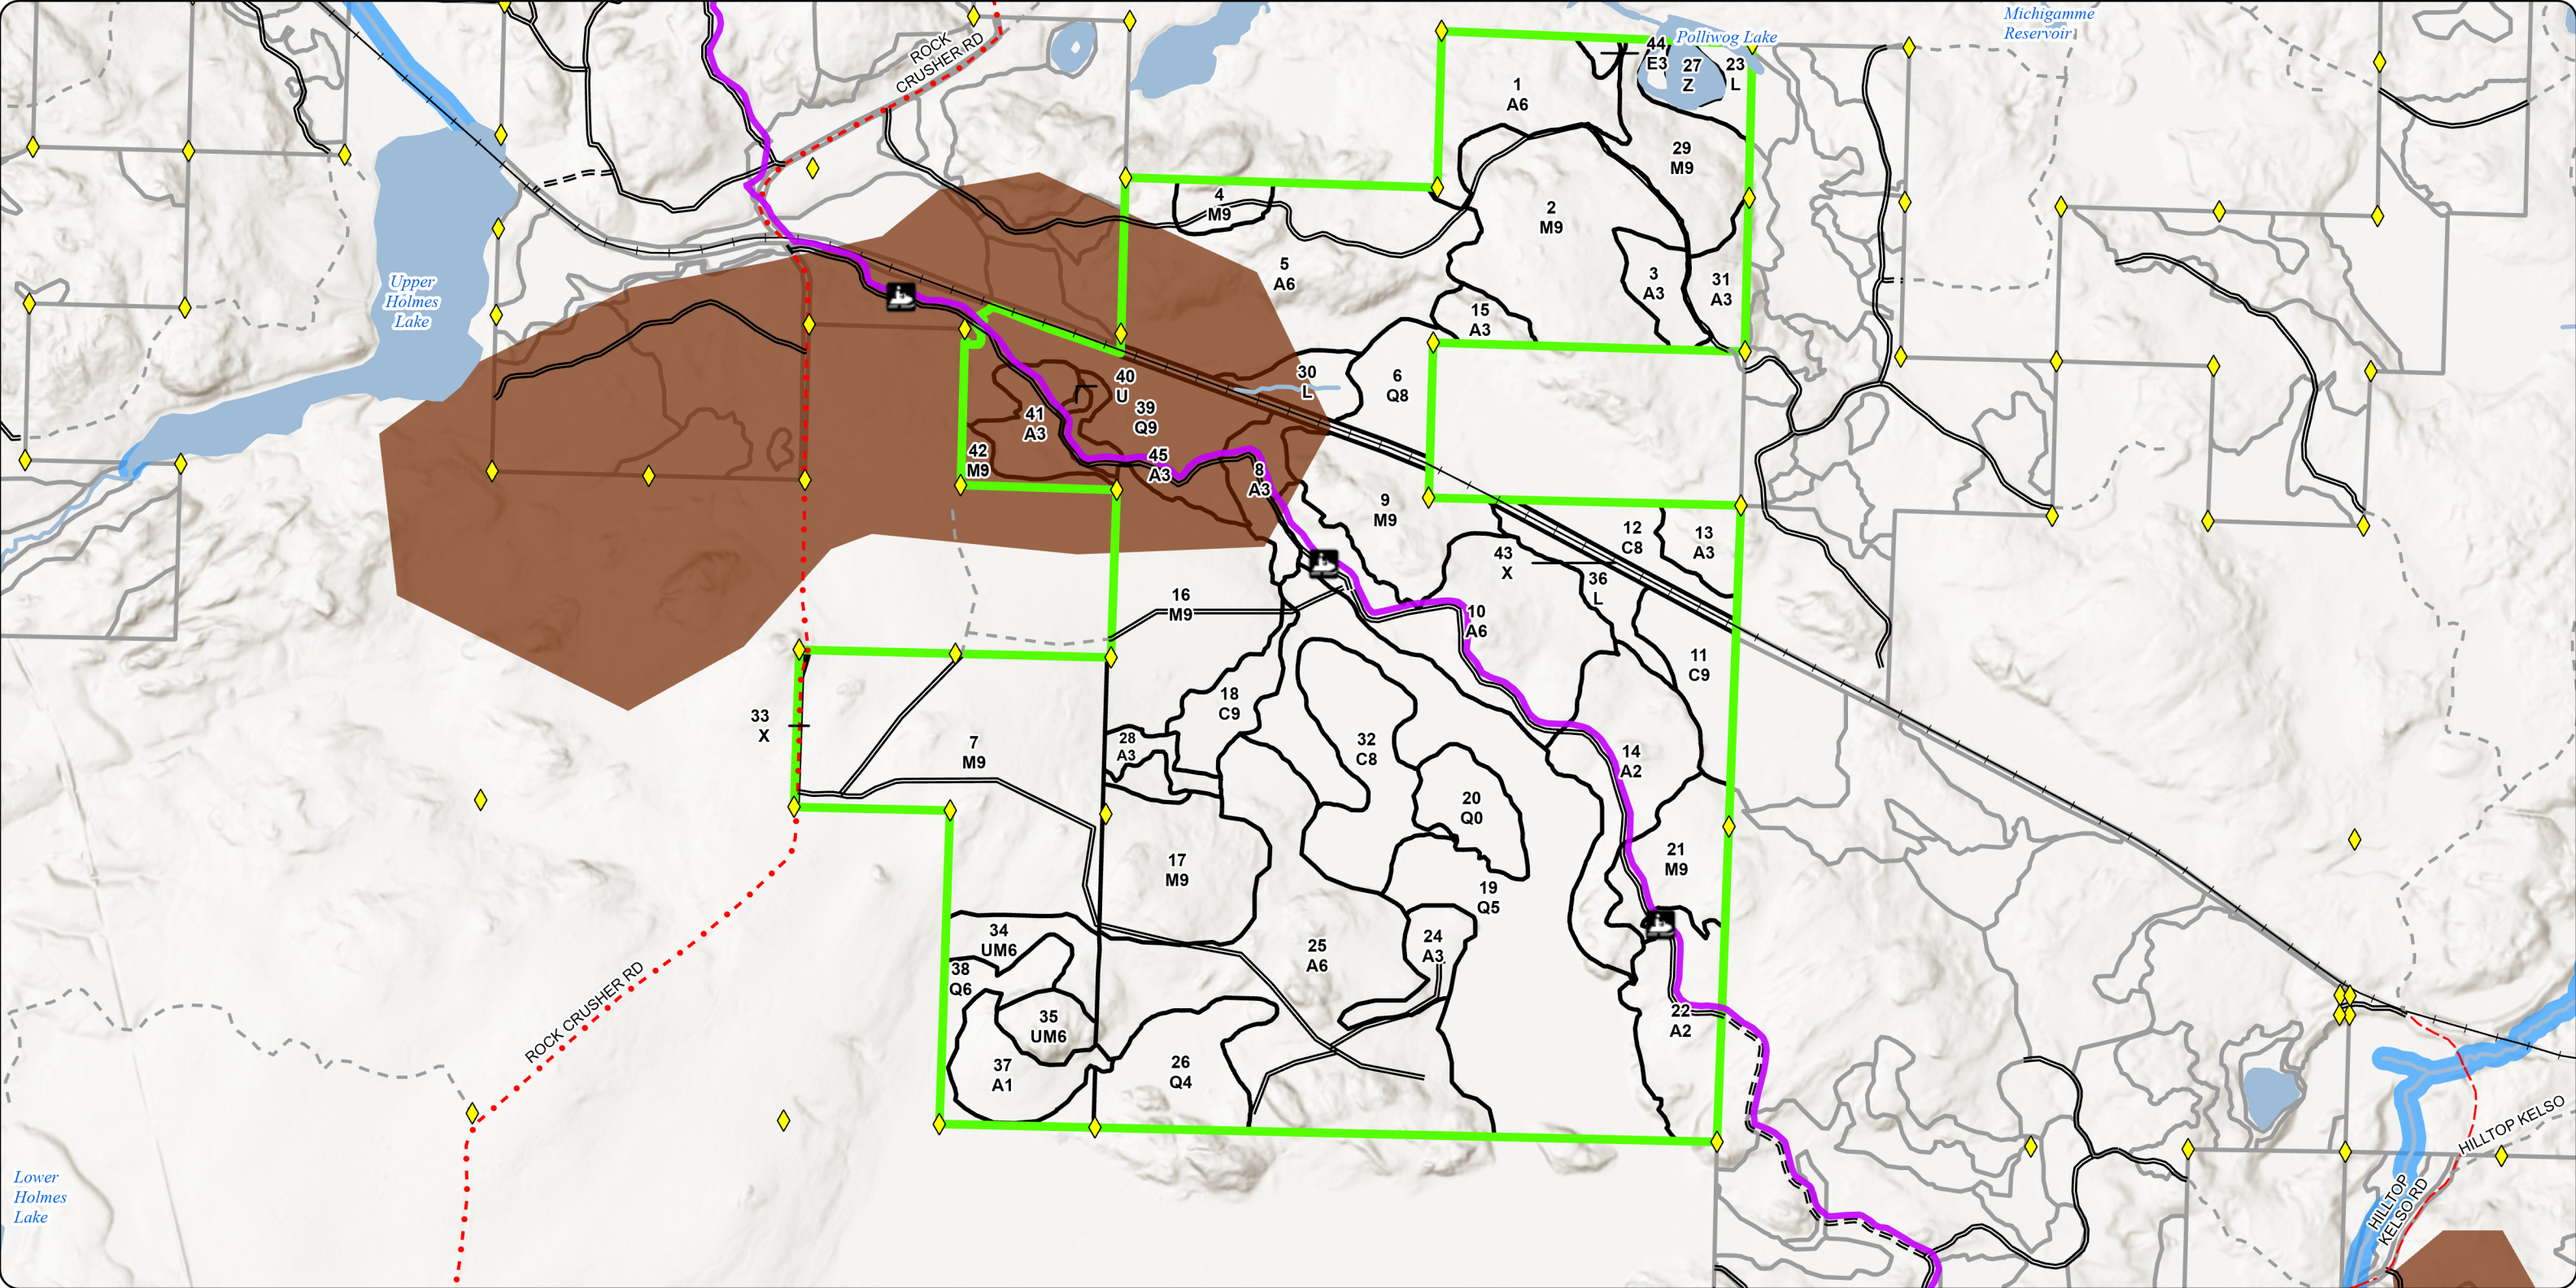 Michigamme
Reservoir
ROCK
CRUSHER RD
Polliwog Lake
44
E3
27
Z
23
L
1
A6
29
M9
4
M9
2
M9
5
A6
3
A3
31
A3
Upper
Holmes
Lake
15
A3
40
U
30
L
6
Q8
39
Q9
41
A3
42
M9
45
A3
8
A3
9
M9
12
C8
13
A3
43
X
36
L
16
M9
10
A6
11
C9
18
C9
33
X
7
M9
28
A3
32
C8
14
A2
20
Q0
17
M9
21
M9
19
Q5
34
UM6
25
A6
24
A3
38
Q6
ROCK CRUSHER RD
35
UM6
22
A2
37
A1
26
Q4
HILLTOP KELSO
Lower
Holmes
Lake
HILLTOP
KELSO RD